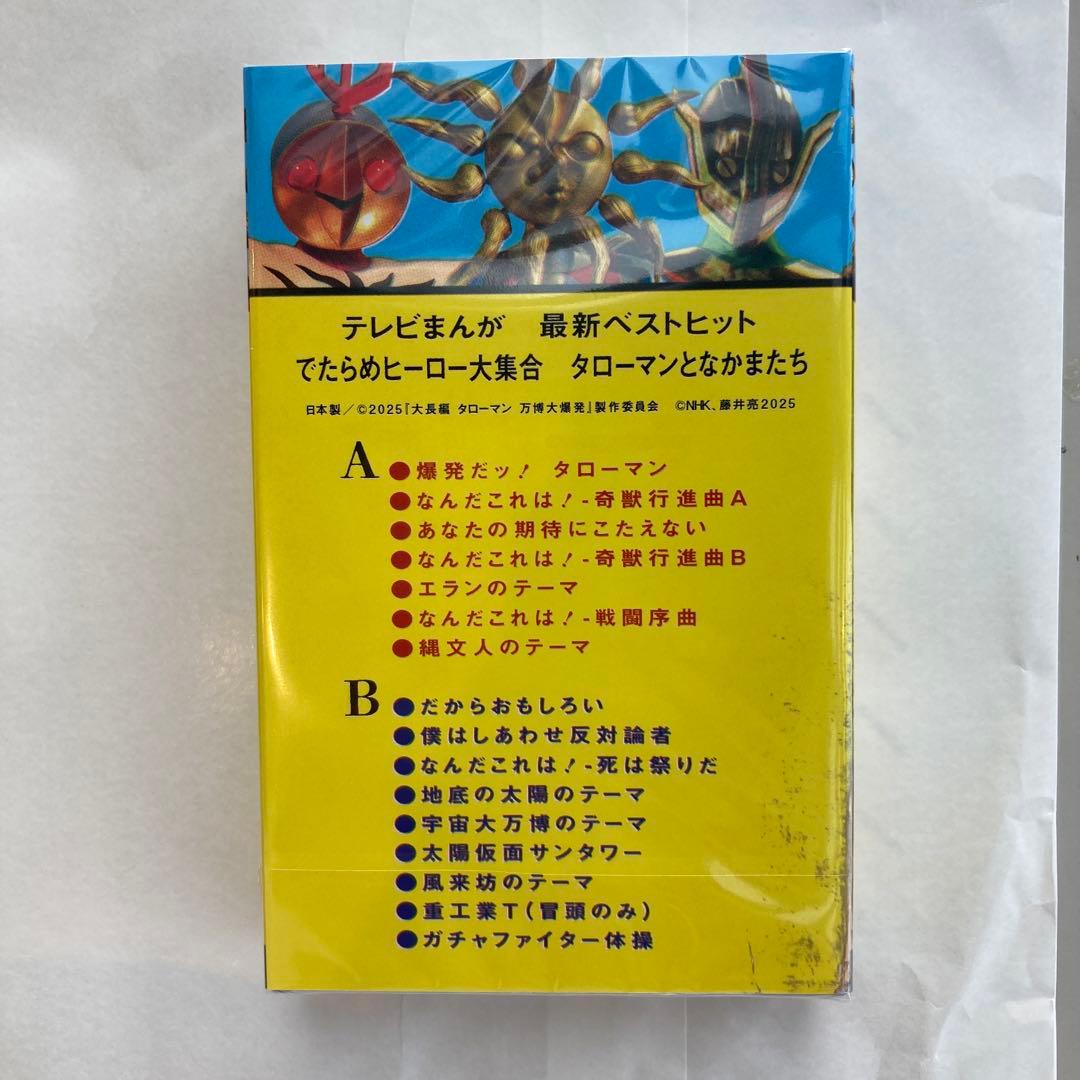 テレビまんが 最新ベストヒット
でたらめヒーロー大集合 タローマンとなかまたち
日本製/©2025『大長編 タローマン 万博大爆発』製作委員会 ©NHK、藤井亮2025
A
●爆発だッ! タローマン
●なんだこれは!-奇獣行進曲A
●あなたの期待にこたえない
●なんだこれは!-奇獣行進曲B
●エランのテーマ
●なんだこれは!-戦闘序曲
●縄文人のテーマ
B
●だからおもしろい
●僕はしあわせ反対論者
●なんだこれは!-死は祭りだ
●地底の太陽のテーマ
●宇宙大万博のテーマ
●太陽仮面サンタワー
●風来坊のテーマ
●重工業T(冒頭のみ)
●ガチャファイター体操